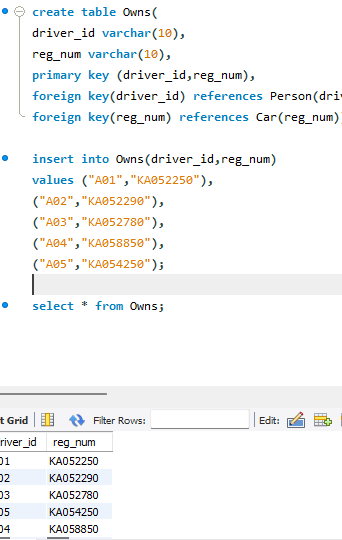 create table Owns(
driver_id varchar(10),
reg_num varchar(10),
primary key (driver_id,reg_num),
foreign key(driver_id) references Person(driv
foreign key(reg_num) references Car(reg_num)
insert into Owns(driver_id,reg_num)
values ("A01","KA052250"),
("A02","KA052290"),
("A03","KA052780"),
("A04","KA058850"),
("A05","KA054250");
select * from Owns;
t Grid Filter Rows: Edit:
river_id reg_num
01 KA052250
02 KA052290
03 KA052780
05 KA054250
04 KA058850